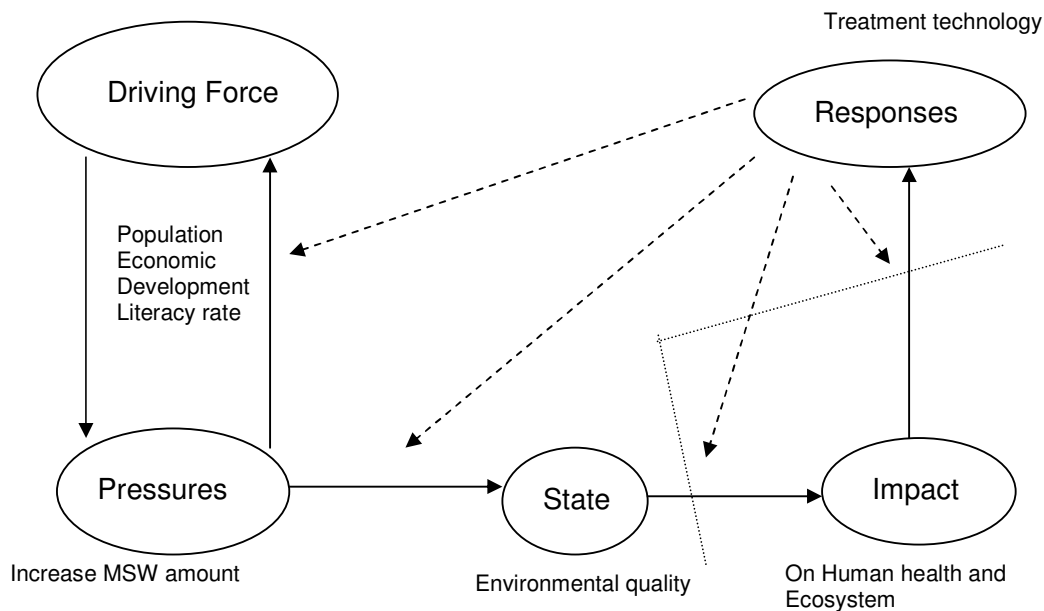 Treatment technology
Driving Force
Responses
Population
Economic
Development
Literacy rate
Pressures
State
Impact
Increase MSW amount
Environmental quality
On Human health and
Ecosystem